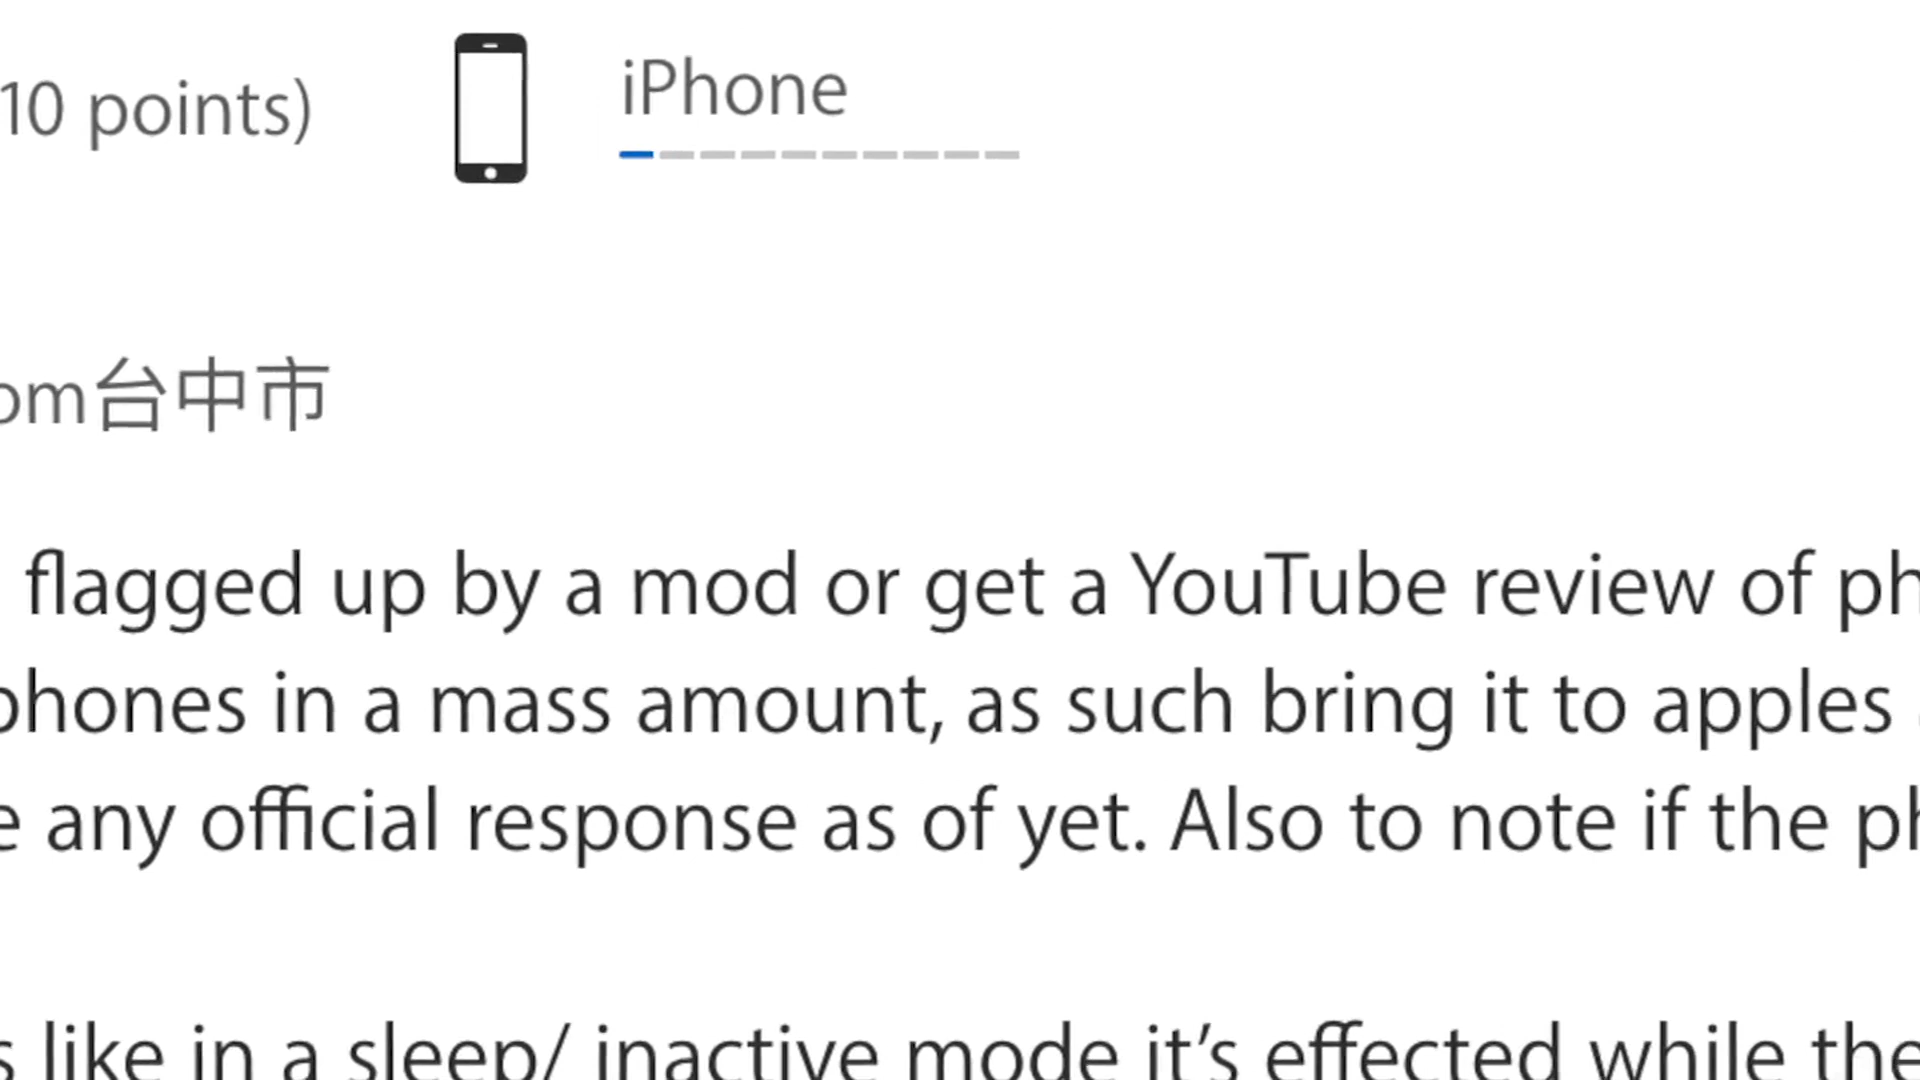 10 points)
iPhone
om台中市
flagged up by a mod or get a YouTube review of ph
phones in a mass amount, as such bring it to apples
e any official response as of yet. Also to note if the ph
s like in a sleep/ inactive mode it’s effected while the